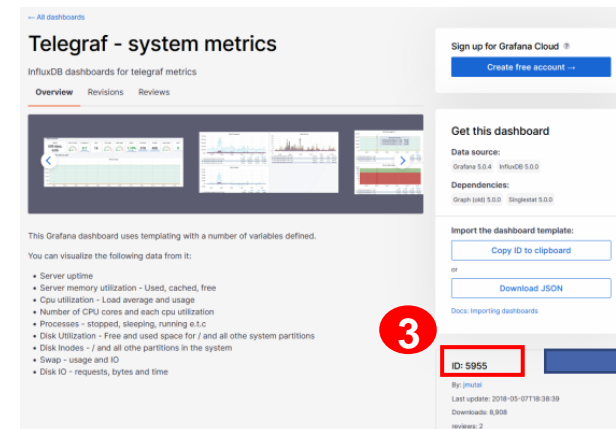 ← All dashboards
Telegraf - system metrics
InfluxDB dashboards for telegraf metrics
Overview Revisions Reviews
This Grafana dashboard uses templating with a number of variables defined.
You can visualize the following data from it:
• Server uptime
• Server memory utilization - Used, cached, free
• Cpu utilization - Load average and usage
• Number of CPU cores and each cpu utilization
• Processes - stopped, sleeping, running e.t.c
• Disk Utilization - Free and used space for / and all othe system partitions
• Disk Inodes - / and all othe partitions in the system
• Swap - usage and IO
• Disk IO - requests, bytes and time
Sign up for Grafana Cloud
Create free account →
Get this dashboard
Data source:
Grafana 5.0.4 InfluxDB 5.0.0
Dependencies:
Graph (old) 5.0.0 Singlestat 5.0.0
Import the dashboard template:
Copy ID to clipboard
or
Download JSON
Docs: Importing dashboards
3
ID: 5955
By: jmutai
Last update: 2018-05-07T18:38:39
Downloads: 8,908
reviews: 2